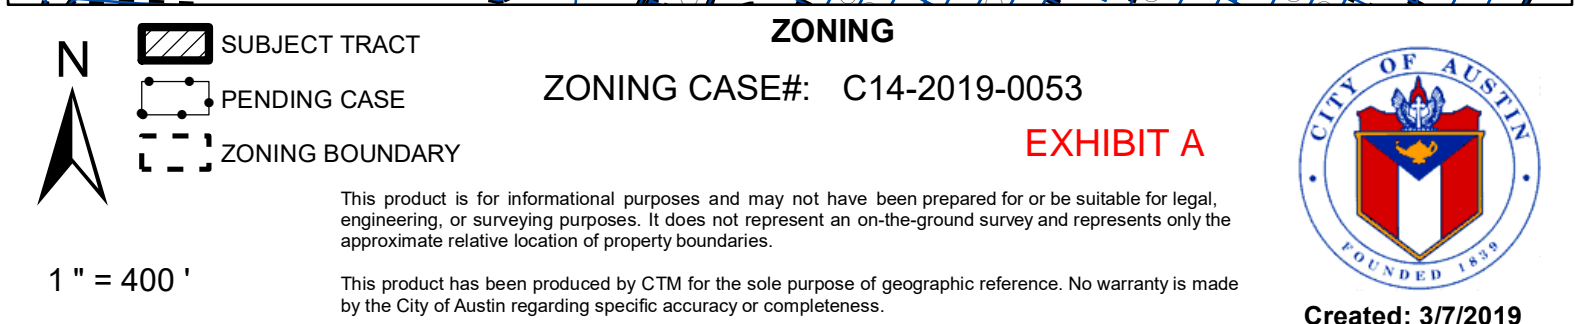 ZONING
N
SUBJECT TRACT
PENDING CASE
ZONING BOUNDARY
ZONING CASE#: C14-2019-0053
EXHIBIT A
This product is for informational purposes and may not have been prepared for or be suitable for legal,
engineering, or surveying purposes. It does not represent an on-the-ground survey and represents only the
approximate relative location of property boundaries.
1 " = 400 '
This product has been produced by CTM for the sole purpose of geographic reference. No warranty is made
by the City of Austin regarding specific accuracy or completeness.
CITY OF AUSTIN
FOUNDED 1839
Created: 3/7/2019